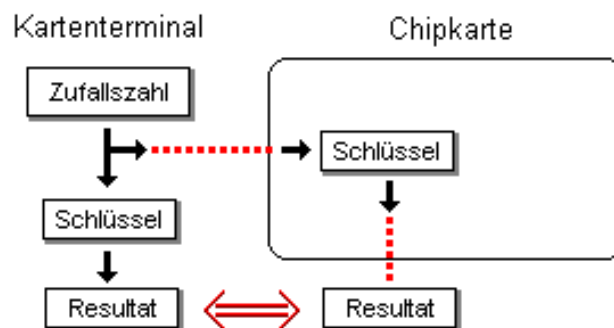 Kartenterminal
Chipkarte
Zufallszahl
Schlüssel
Schlüssel
Resultat
Resultat